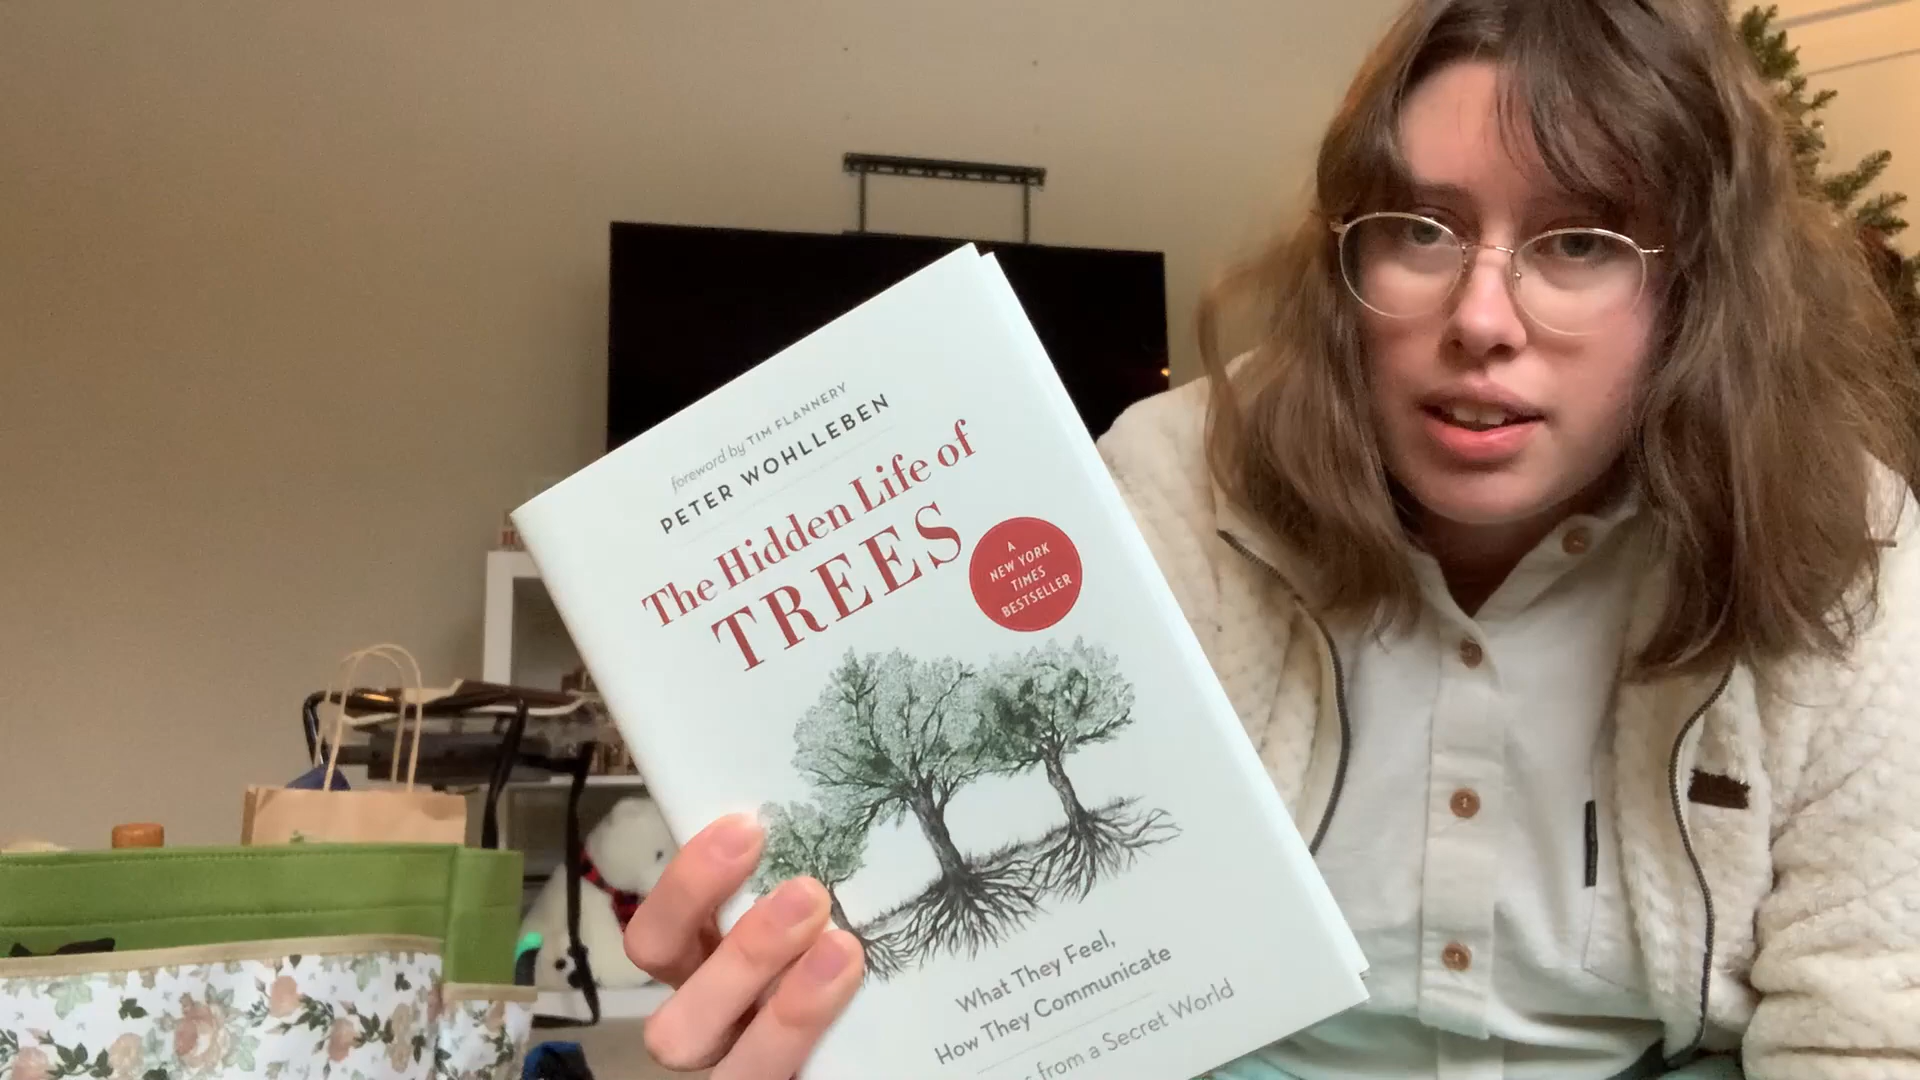 foreword by TIM FLANNERY
PETER WOHLLEBEN
The Hidden Life of
TREES
A
NEW YORK
TIMES
BESTSELLER
What They Feel,
How They Communicate
from a Secret World